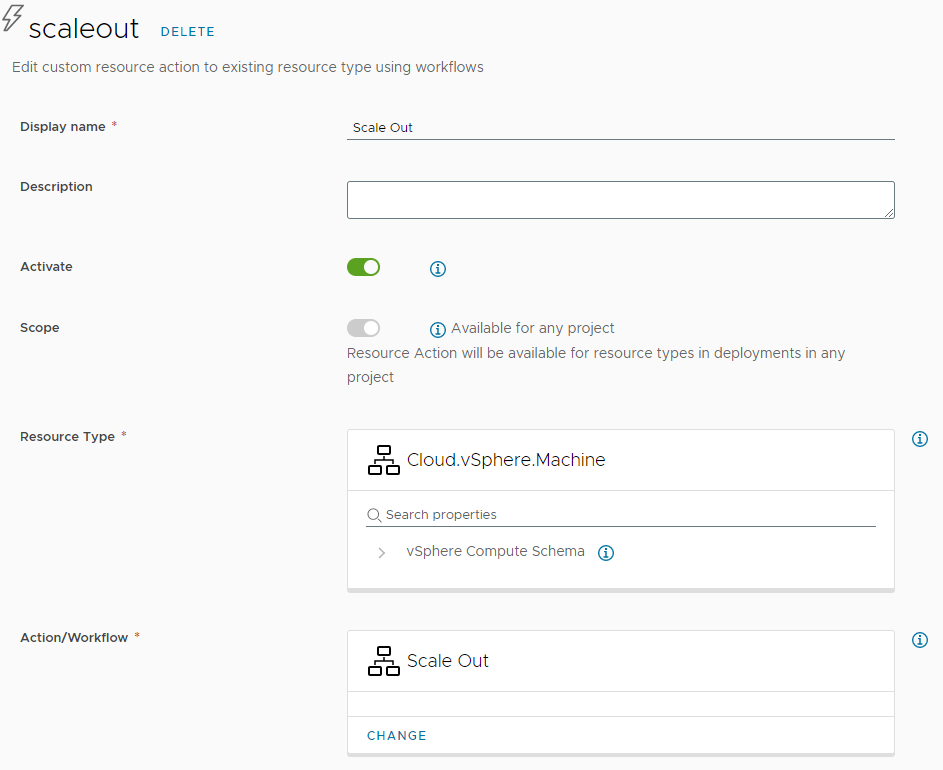 scaleout DELETE
Edit custom resource action to existing resource type using workflows
Display name * Scale Out
Description
Activate
Scope Available for any project
Resource Action will be available for resource types in deployments in any
project
Resource Type * Cloud.vSphere.Machine
Search properties
vSphere Compute Schema
Action/Workflow * Scale Out
CHANGE